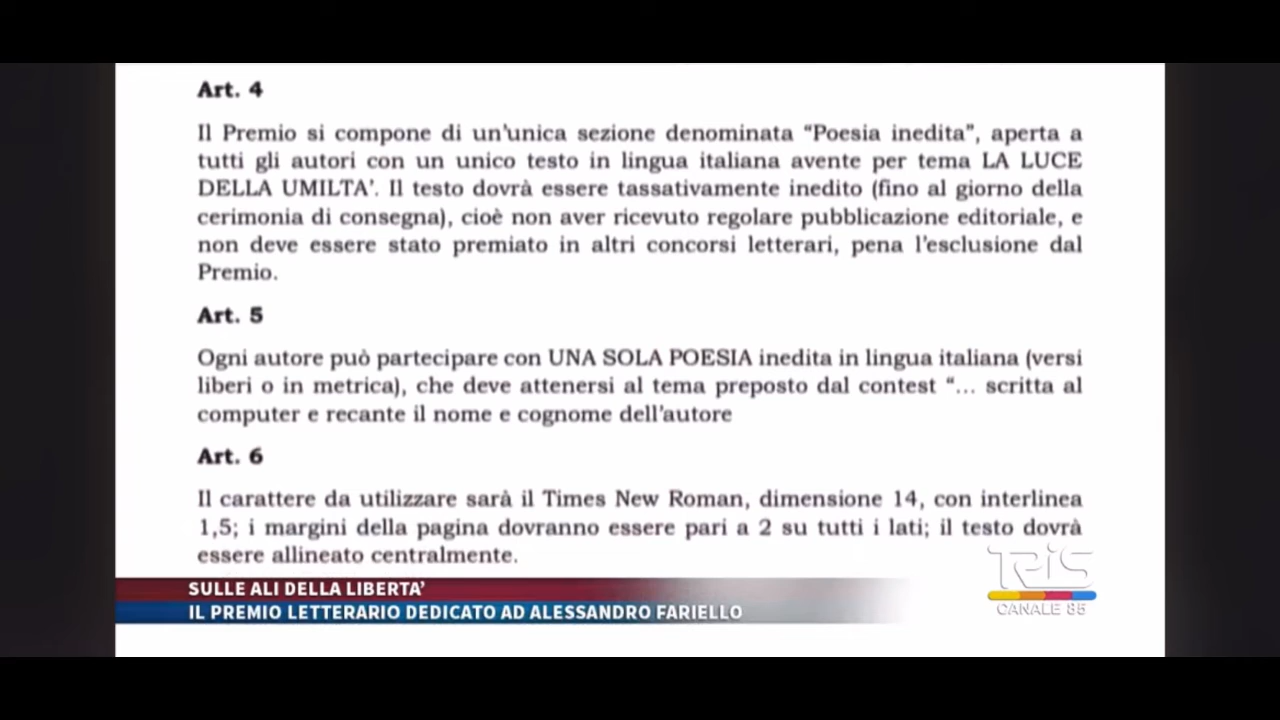 Art. 4
Il Premio si compone di un'unica sezione denominata “Poesia inedita”, aperta a
tutti gli autori con un unico testo in lingua italiana avente per tema LA LUCE
DELLA UMILTA'. Il testo dovrà essere tassativamente inedito (fino al giorno della
cerimonia di consegna), cioè non aver ricevuto regolare pubblicazione editoriale, e
non deve essere stato premiato in altri concorsi letterari, pena l'esclusione dal
Premio.
Art. 5
Ogni autore può partecipare con UNA SOLA POESIA inedita in lingua italiana (versi
liberi o in metrica), che deve attenersi al tema preposto dal contest “... scritta al
computer e recante il nome e cognome dell'autore
Art. 6
Il carattere da utilizzare sarà il Times New Roman, dimensione 14, con interlinea
1,5; i margini della pagina dovranno essere pari a 2 su tutti i lati; il testo dovrà
essere allineato centralmente.
SULLE ALI DELLA LIBERTA'
IL PREMIO LETTERARIO DEDICATO AD ALESSANDRO FARIELLO
TRIS
CANALE 85